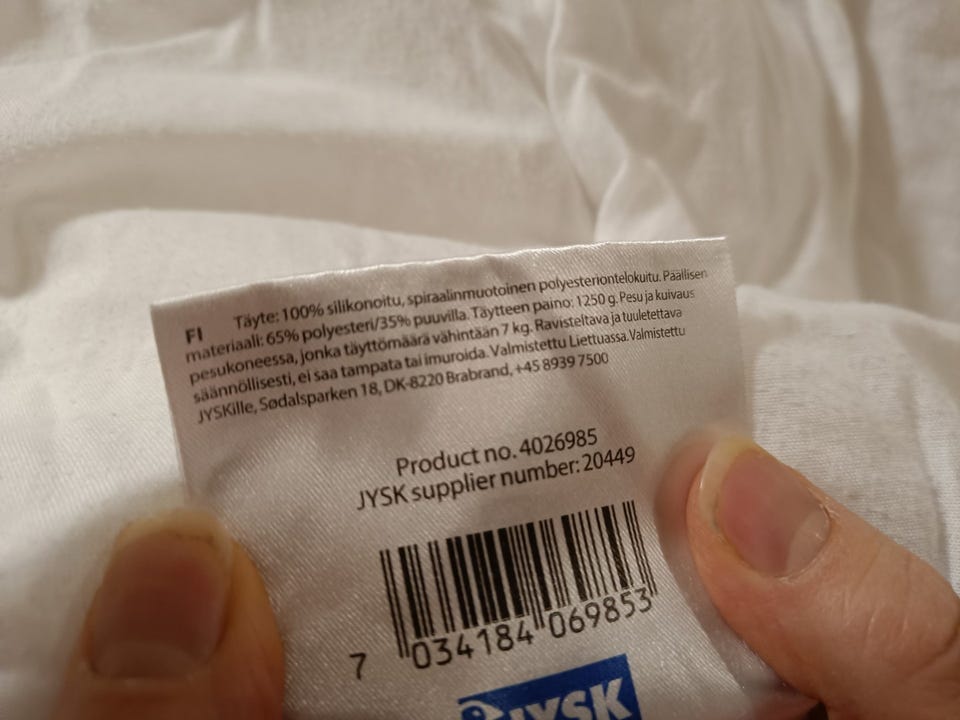 FI Täyte: 100% silikonoitu, spiraalinmuotoinen polyesteriontelokuitu. Päällisen
materiaali: 65% polyesteri/35% puuvilla. Täytteen paino: 1250 g. Pesu ja kuivaus
pesukoneessa, jonka täyttömäärä vähintään 7 kg. Ravisteltava ja tuuletettava
säännöllisesti, ei saa tampata tai imuroida. Valmistettu Liettuassa. Valmistettu
JYSKille, Sødalsparken 18, DK-8220 Brabrand, +45 8939 7500
Product no. 4026985
JYSK supplier number: 20449
7 034184 069853
JYSK